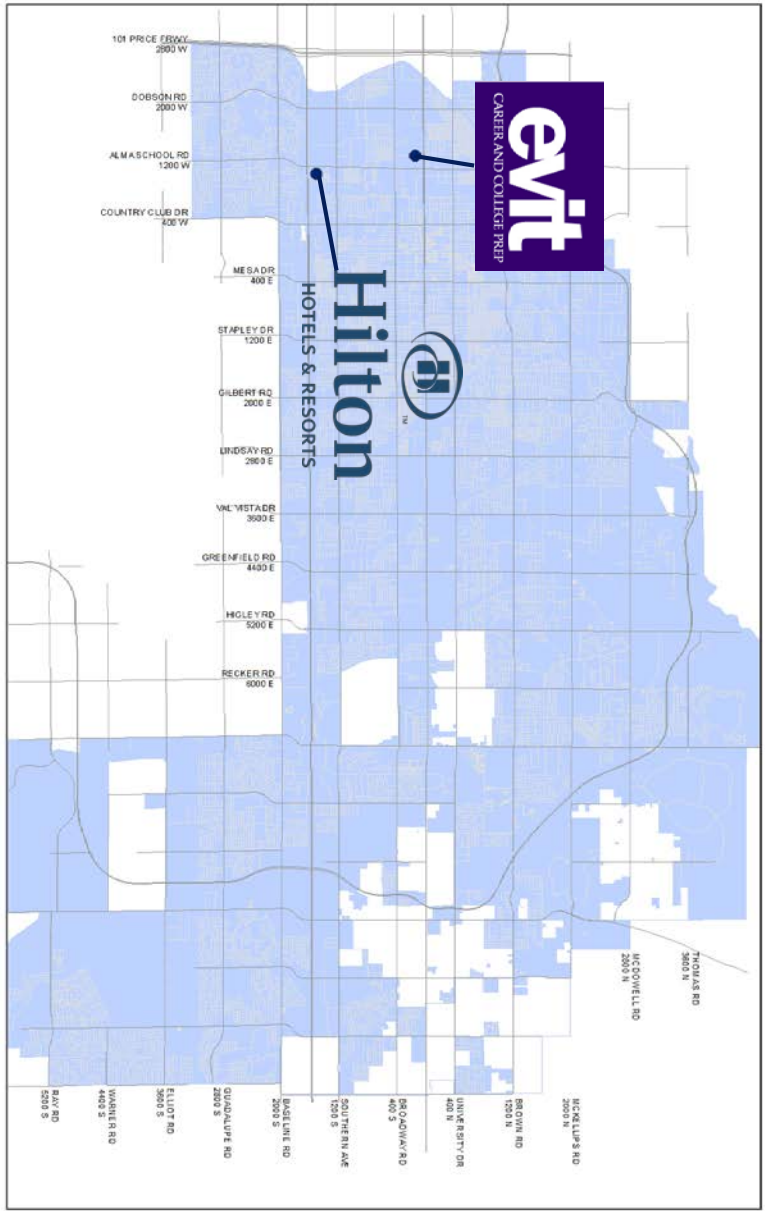 101 PRICE FRWY
2800 W
DOBSON RD
2000 W
ALMA SCHOOL RD
1200 W
COUNTRY CLUB DR
400 W
MESA DR
400 E
STAPLEY DR
1200 E
GILBERT RD
2000 E
LINDSAY RD
2800 E
VAL VISTA DR
3600 E
GREENFIELD RD
4400 E
HIGLEY RD
5200 E
RECKER RD
6000 E
evit
CAREER AND COLLEGE PREP
Hilton
HOTELS & RESORTS
H
TM
THOMAS RD
3600 N
MCDOWELL RD
2800 N
MCKELLIPS RD
2000 N
BROWN RD
1200 N
UNIVERSITY DR
400 N
BROADWAY RD
400 S
SOUTHERN AVE
1200 S
BASELINE RD
2000 S
GUADALUPE RD
2800 S
ELLIOT RD
3600 S
WARNER RD
4400 S
RAY RD
5200 S